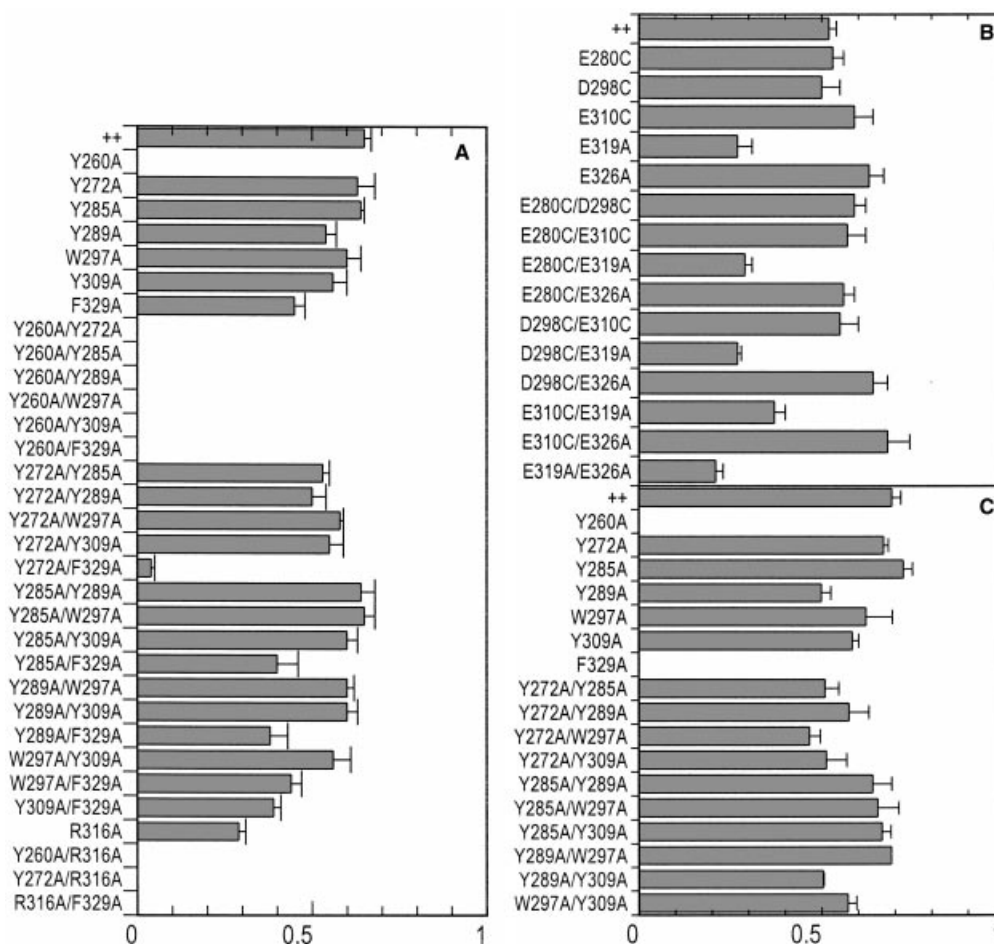 A
++
Y260A
Y272A
Y285A
Y289A
W297A
Y309A
F329A
Y260A/Y272A
Y260A/Y285A
Y260A/Y289A
Y260A/W297A
Y260A/Y309A
Y260A/F329A
Y272A/Y285A
Y272A/Y289A
Y272A/W297A
Y272A/Y309A
Y272A/F329A
Y285A/Y289A
Y285A/W297A
Y285A/Y309A
Y285A/F329A
Y289A/W297A
Y289A/Y309A
Y289A/F329A
W297A/Y309A
W297A/F329A
Y309A/F329A
R316A
Y260A/R316A
Y272A/R316A
R316A/F329A
0 0.5 1
B
++
E280C
D298C
E310C
E319A
E326A
E280C/D298C
E280C/E310C
E280C/E319A
E280C/E326A
D298C/E310C
D298C/E319A
D298C/E326A
E310C/E319A
E310C/E326A
E319A/E326A
C
++
Y260A
Y272A
Y285A
Y289A
W297A
Y309A
F329A
Y272A/Y285A
Y272A/Y289A
Y272A/W297A
Y272A/Y309A
Y285A/Y289A
Y285A/W297A
Y285A/Y309A
Y289A/W297A
Y289A/Y309A
W297A/Y309A
0 0.5